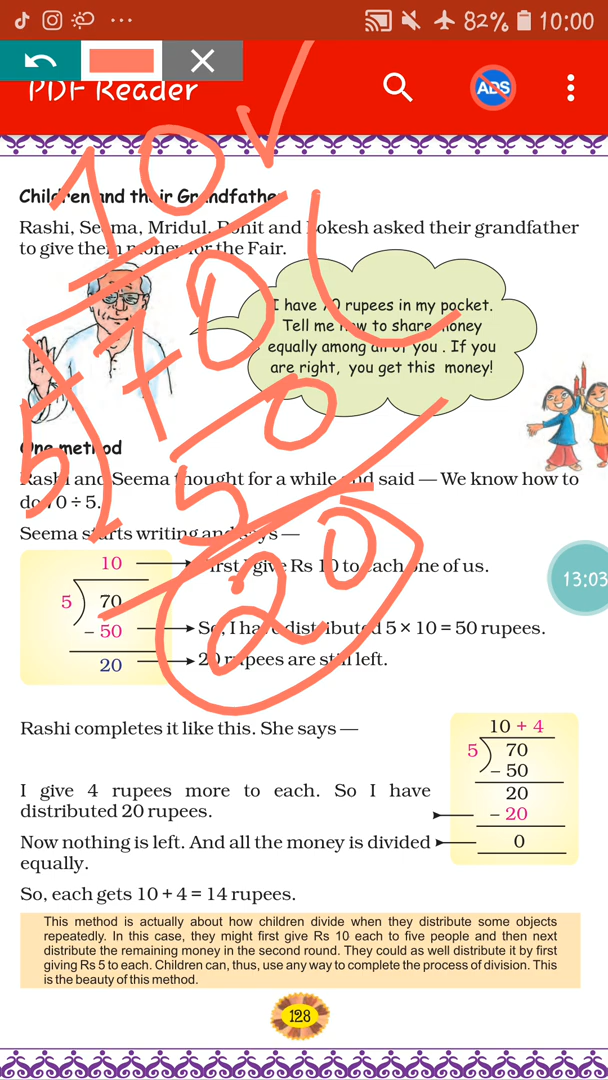 82% 10:00
PDF Reader
ADS
Children and their Grandfather
Rashi, Seema, Mridul, Rohit and Lokesh asked their grandfather
to give them money for the Fair.
I have 70 rupees in my pocket.
Tell me how to share money
equally among all of you . If you
are right, you get this money!
One method
Rashi and Seema thought for a while and said — We know how to
do 70 ÷ 5.
Seema starts writing and says —
10 First I give Rs 10 to each one of us.
5 ) 70
– 50 So, I have distributed 5 × 10 = 50 rupees.
20 20 rupees are still left.
13:03
10
5 ) 70
50
20
Rashi completes it like this. She says —
I give 4 rupees more to each. So I have
distributed 20 rupees.
Now nothing is left. And all the money is divided
equally.
So, each gets 10 + 4 = 14 rupees.
10 + 4
5 ) 70
– 50
20
– 20
0
This method is actually about how children divide when they distribute some objects
repeatedly. In this case, they might first give Rs 10 each to five people and then next
distribute the remaining money in the second round. They could as well distribute it by first
giving Rs 5 to each. Children can, thus, use any way to complete the process of division. This
is the beauty of this method.
128